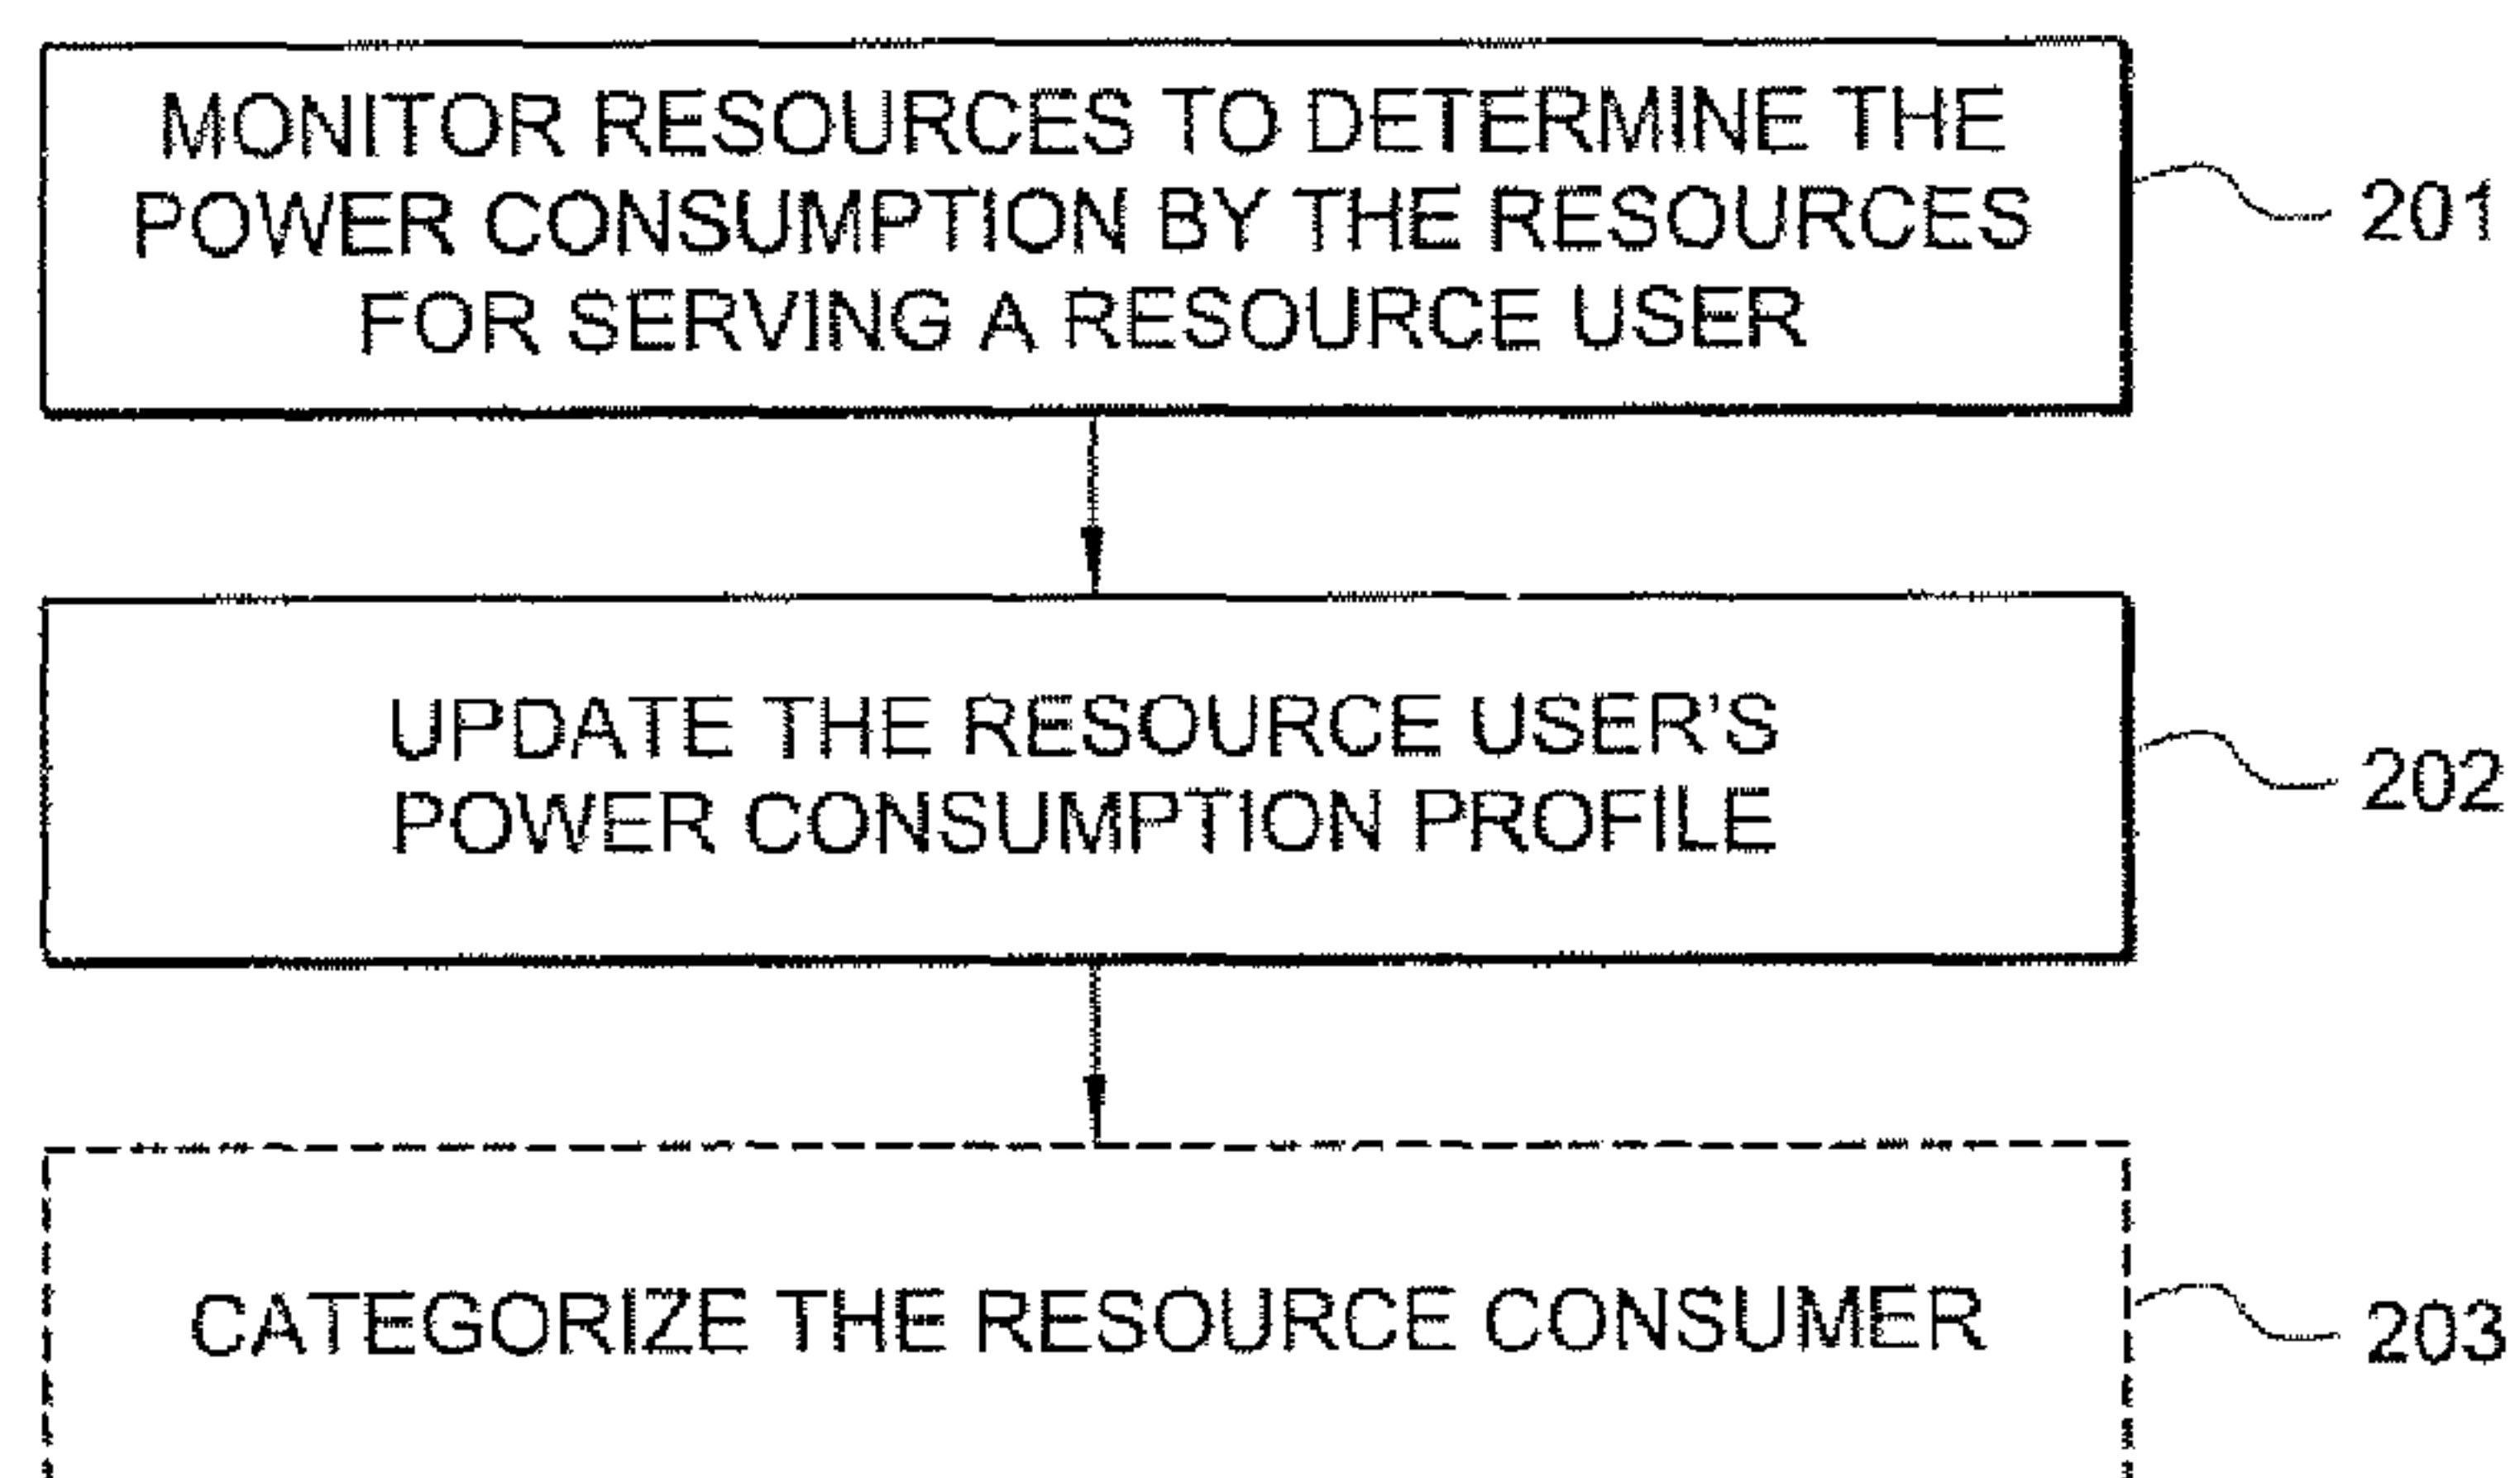 MONITOR RESOURCES TO DETERMINE THE
POWER CONSUMPTION BY THE RESOURCES
FOR SERVING A RESOURCE USER
201
UPDATE THE RESOURCE USER'S
POWER CONSUMPTION PROFILE
202
CATEGORIZE THE RESOURCE CONSUMER
203